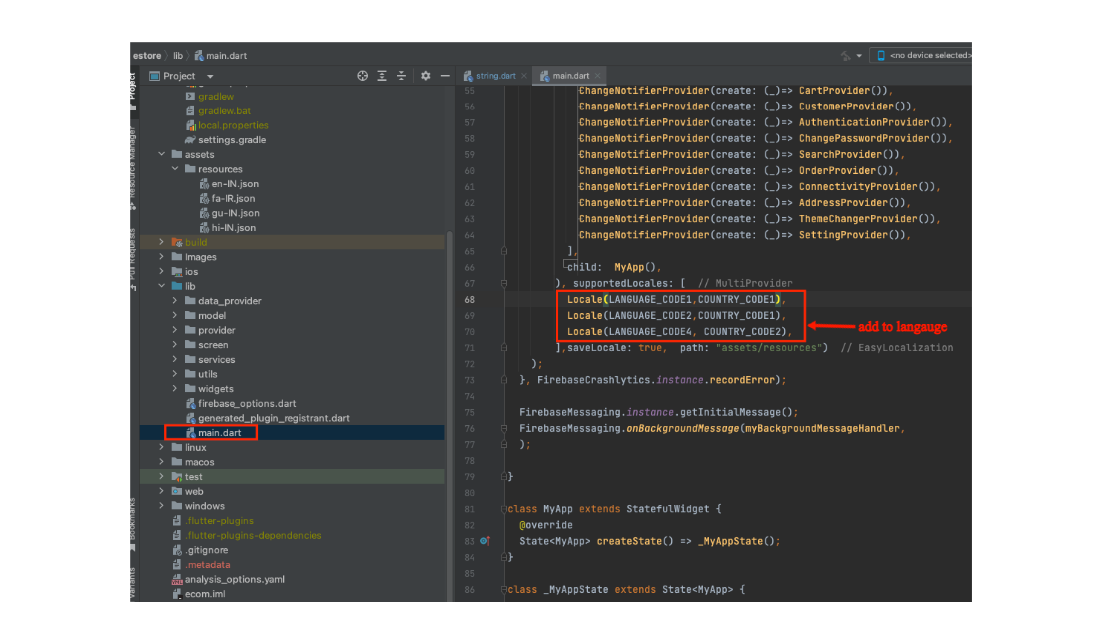 estore lib main.dart
<no device selected>
Project
Project
string.dart
main.dart
gradlew
gradlew.bat
local.properties
settings.gradle
assets
resources
en-IN.json
fa-IR.json
gu-IN.json
hi-IN.json
build
Images
ios
lib
data_provider
model
provider
screen
services
utils
widgets
firebase_options.dart
generated_plugin_registrant.dart
main.dart
linux
macos
test
web
windows
.flutter-plugins
.flutter-plugins-dependencies
.gitignore
.metadata
analysis_options.yaml
ecom.iml
Resource Manager
Pull Requests
Bookmarks
55 ChangeNotifierProvider(create: (_)=> CartProvider()),
56 ChangeNotifierProvider(create: (_)=> CustomerProvider()),
57 ChangeNotifierProvider(create: (_)=> AuthenticationProvider()),
58 ChangeNotifierProvider(create: (_)=> ChangePasswordProvider()),
59 ChangeNotifierProvider(create: (_)=> SearchProvider()),
60 ChangeNotifierProvider(create: (_)=> OrderProvider()),
61 ChangeNotifierProvider(create: (_)=> ConnectivityProvider()),
62 ChangeNotifierProvider(create: (_)=> AddressProvider()),
63 ChangeNotifierProvider(create: (_)=> ThemeChangerProvider()),
64 ChangeNotifierProvider(create: (_)=> SettingProvider()),
65 ],
66 child: MyApp(),
67 ), supportedLocales: [ // MultiProvider
68 Locale(LANGUAGE_CODE1,COUNTRY_CODE1),
69 Locale(LANGUAGE_CODE2,COUNTRY_CODE1),
70 Locale(LANGUAGE_CODE4, COUNTRY_CODE2),
add to langauge
71 ],saveLocale: true, path: "assets/resources") // EasyLocalization
72 );
73 }, FirebaseCrashlytics.instance.recordError);
74
75 FirebaseMessaging.instance.getInitialMessage();
76 FirebaseMessaging.onBackgroundMessage(myBackgroundMessageHandler,
77 );
78
79 }
80
81 class MyApp extends StatefulWidget {
82 @override
83 State<MyApp> createState() => _MyAppState();
84 }
85
86 class _MyAppState extends State<MyApp> {